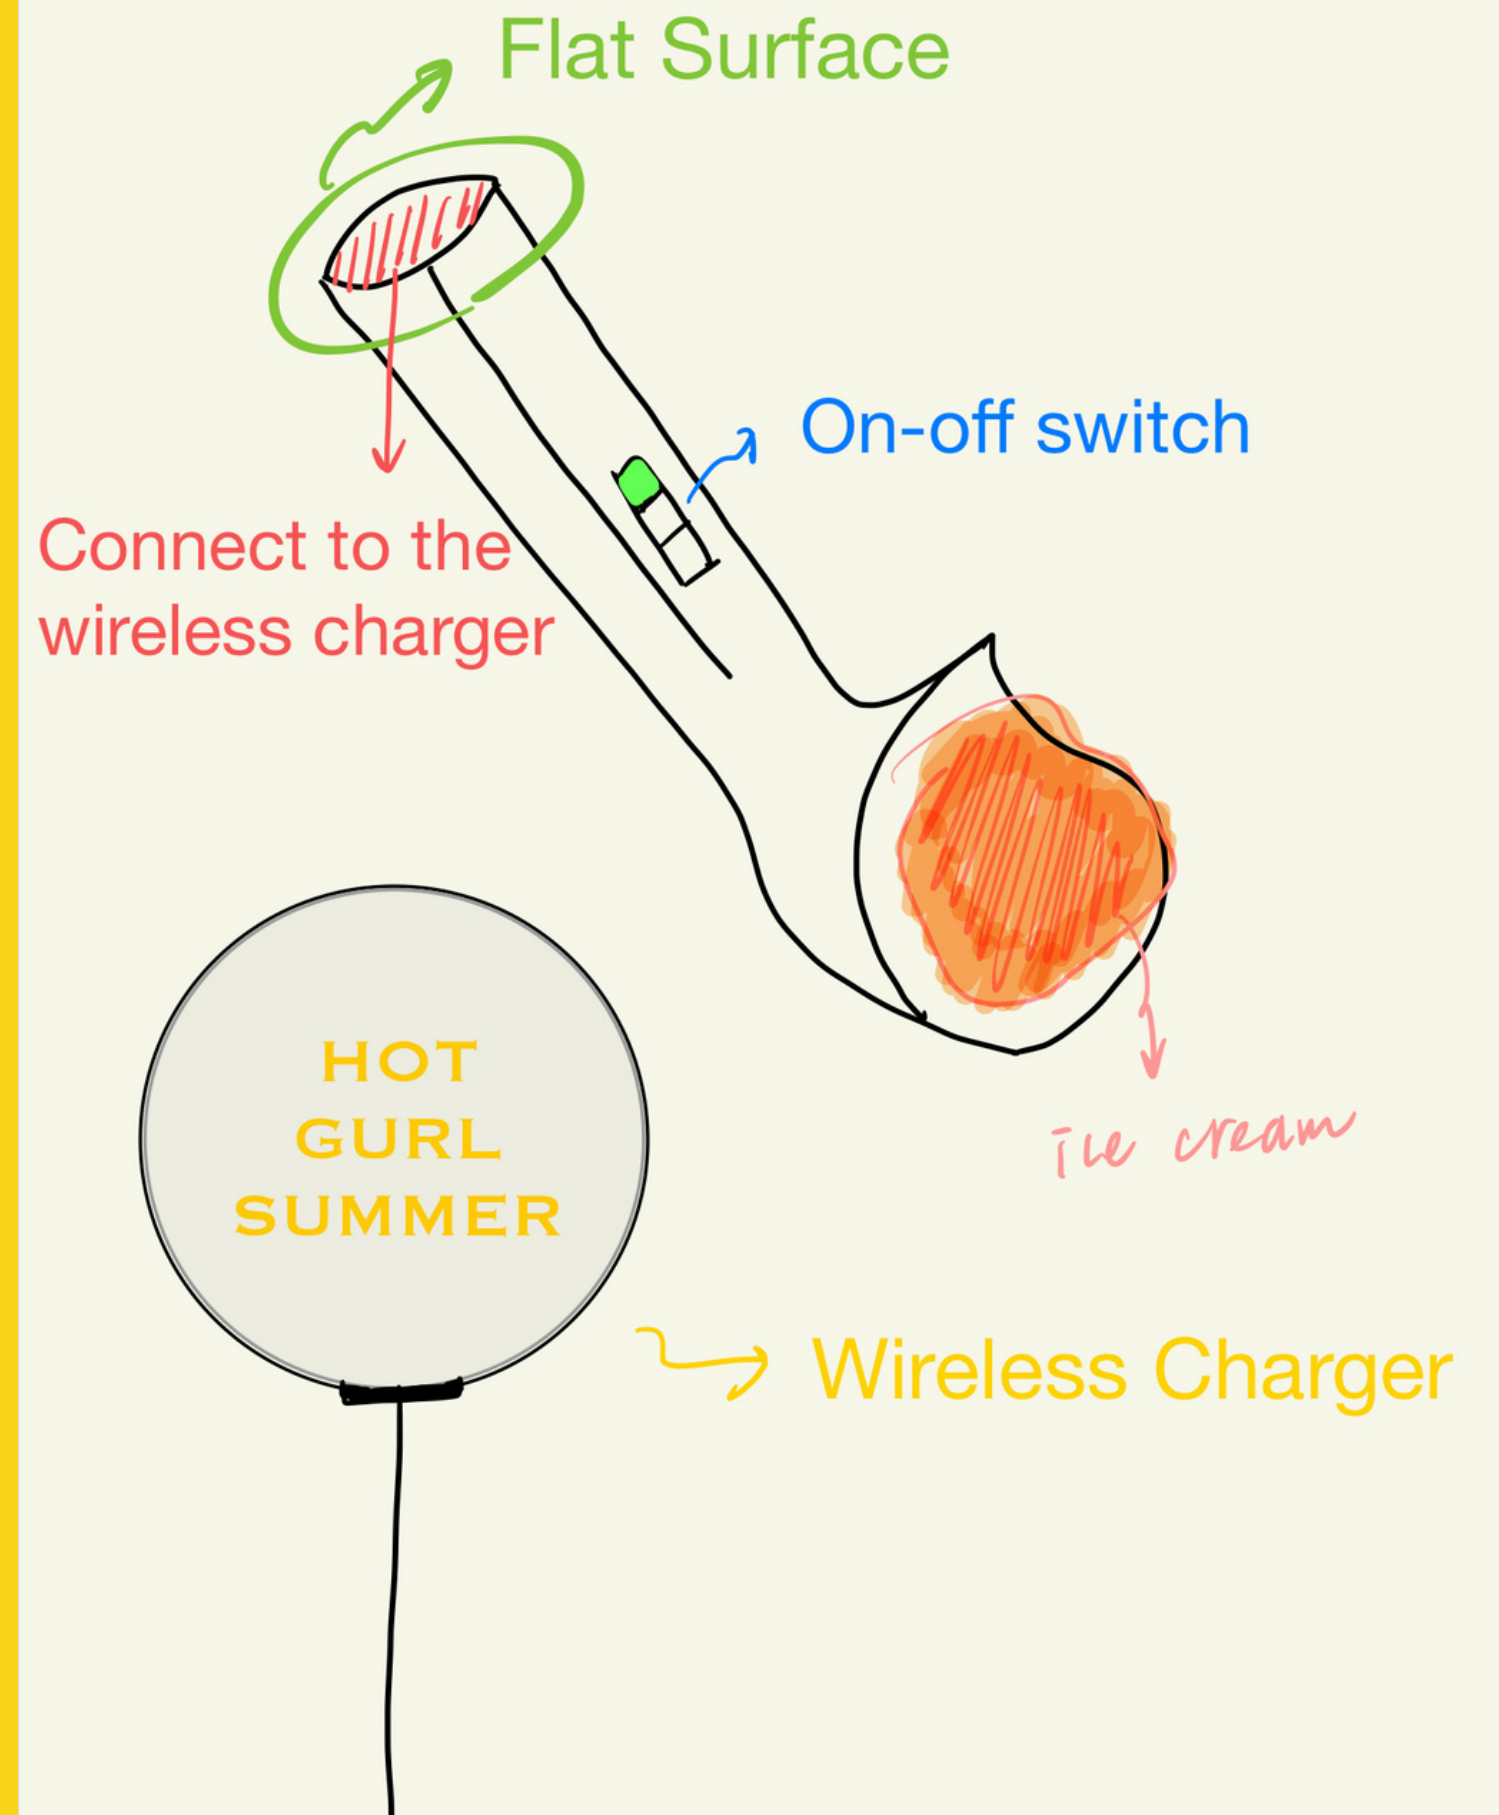 Flat Surface
On-off switch
Connect to the
wireless charger
ice cream
HOT
GURL
SUMMER
Wireless Charger